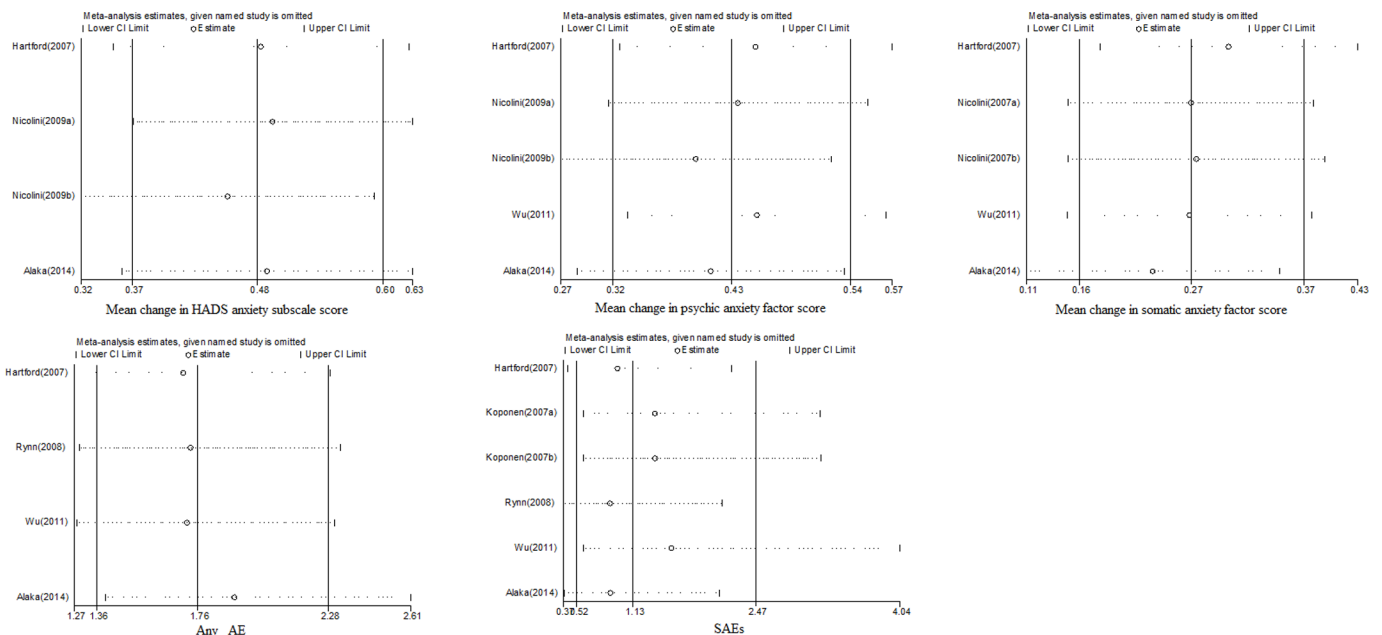 Meta-analysis estimates, given named study is omitted
Lower CI Limit Estimate Upper CI Limit
Hartford(2007)
Nicolini(2009a)
Nicolini(2009b)
Alaka(2014)
0.32 0.37 0.48 0.60 0.63
Mean change in HADS anxiety subscale score
Meta-analysis estimates, given named study is omitted
Lower CI Limit Estimate Upper CI Limit
Hartford(2007)
Nicolini(2009a)
Nicolini(2009b)
Wu(2011)
Alaka(2014)
0.27 0.32 0.43 0.54 0.57
Mean change in psychic anxiety factor score
Meta-analysis estimates, given named study is omitted
Lower CI Limit Estimate Upper CI Limit
Hartford(2007)
Nicolini(2007a)
Nicolini(2007b)
Wu(2011)
Alaka(2014)
0.11 0.16 0.27 0.37 0.43
Mean change in somatic anxiety factor score
Meta-analysis estimates, given named study is omitted
Lower CI Limit Estimate Upper CI Limit
Hartford(2007)
Rynn(2008)
Wu(2011)
Alaka(2014)
1.27 1.36 1.76 2.28 2.61
Any AE
Meta-analysis estimates, given named study is omitted
Lower CI Limit Estimate Upper CI Limit
Hartford(2007)
Koponen(2007a)
Koponen(2007b)
Rynn(2008)
Wu(2011)
Alaka(2014)
0.52 1.13 2.47 4.04
SAEs